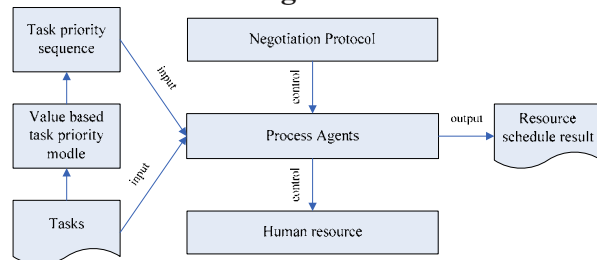 Task priority
sequence
Negotiation Protocol
input
control
Value based
task priority
modle
Process Agents
output
Resource
schedule result
input
control
Tasks
Human resource